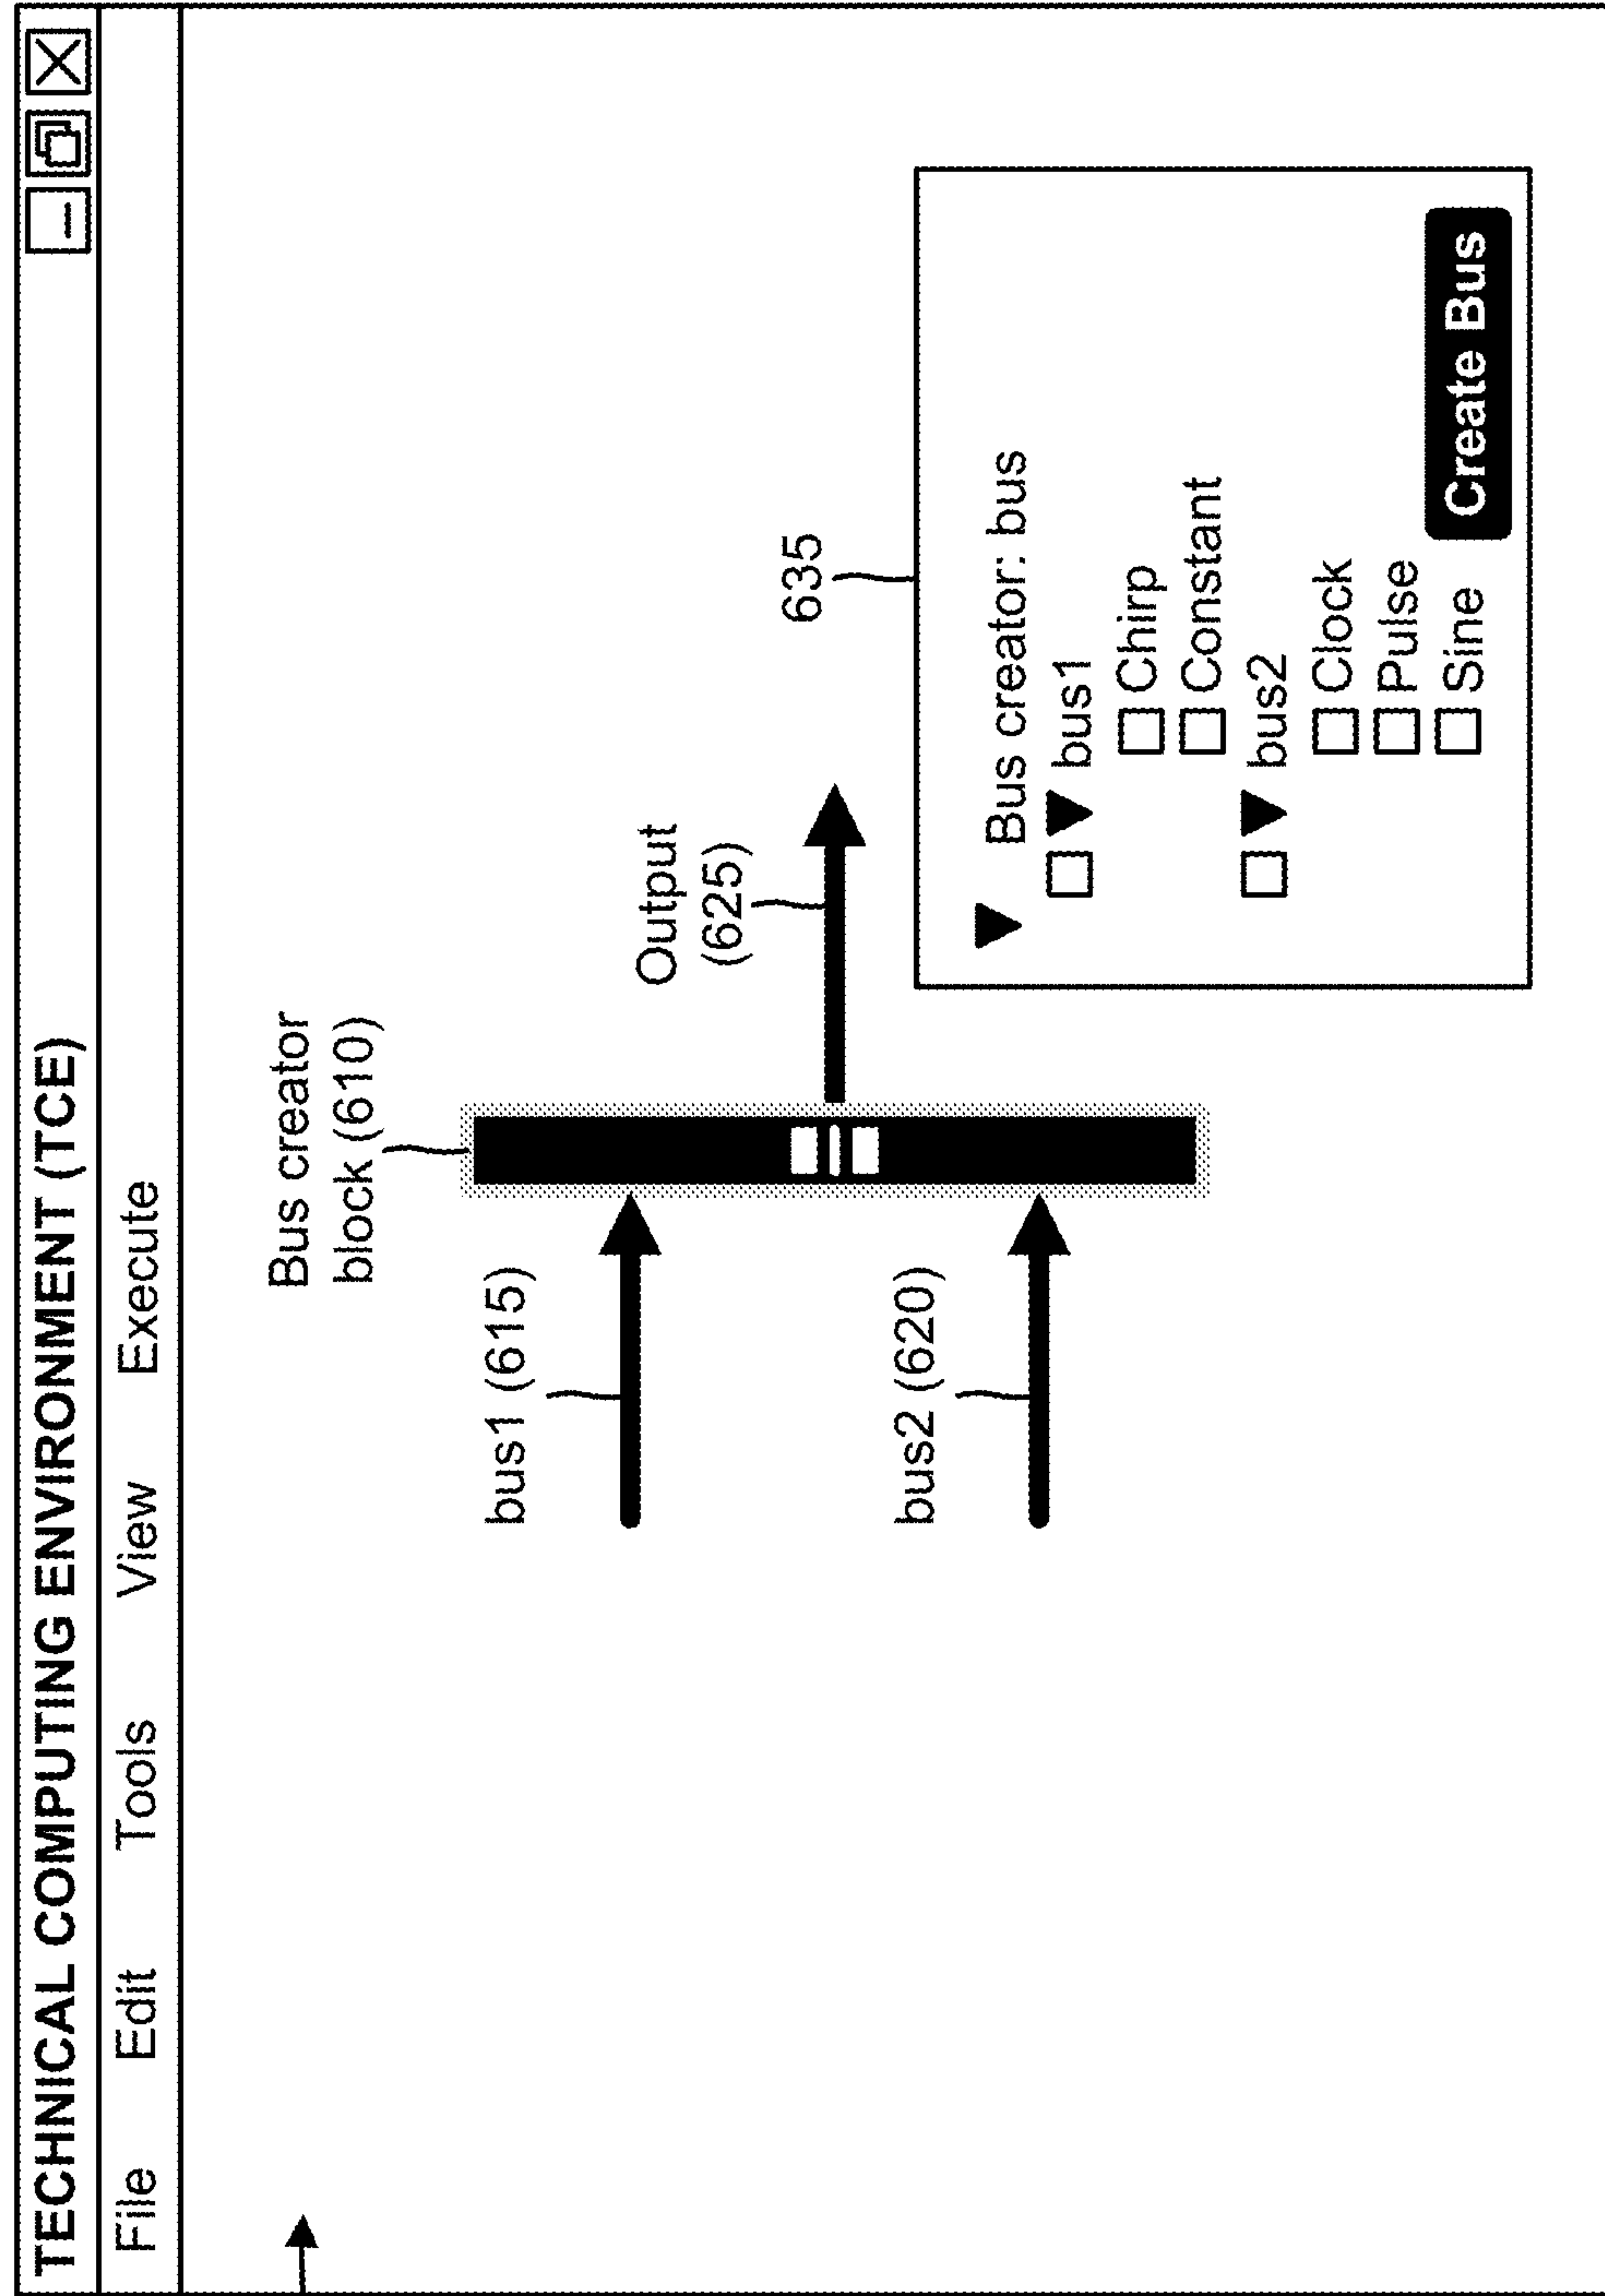 TECHNICAL COMPUTING ENVIRONMENT (TCE)
File Edit Tools View Execute
Bus creator
block (610)
bus1 (615)
Output
(625)
bus2 (620)
635
Bus creator: bus
bus1
Chirp
Constant
bus2
Clock
Pulse
Sine
Create Bus